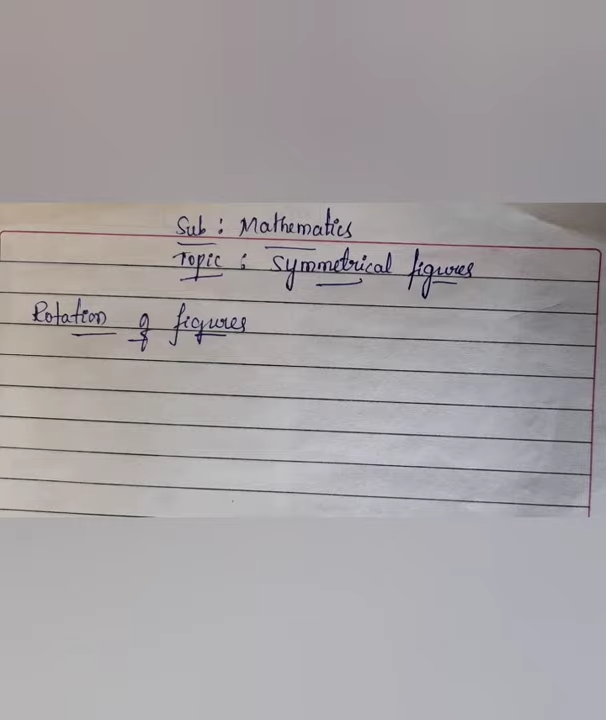 Sub : Mathematics
Topic : Symmetrical figures
Rotation of figures